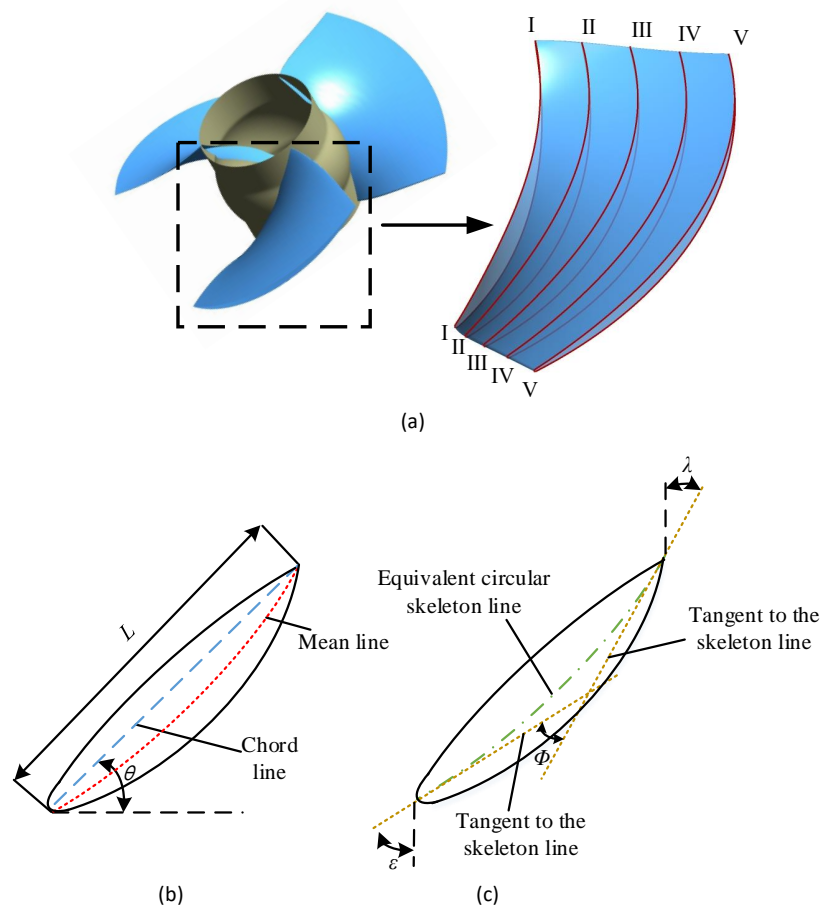 I II III IV V
I
II
III
IV
V
(a)
L
Mean line
Chord
line
θ
(b)
λ
Equivalent circular
skeleton line
Tangent to the
skeleton line
Φ
Tangent to the
skeleton line
ε
(c)